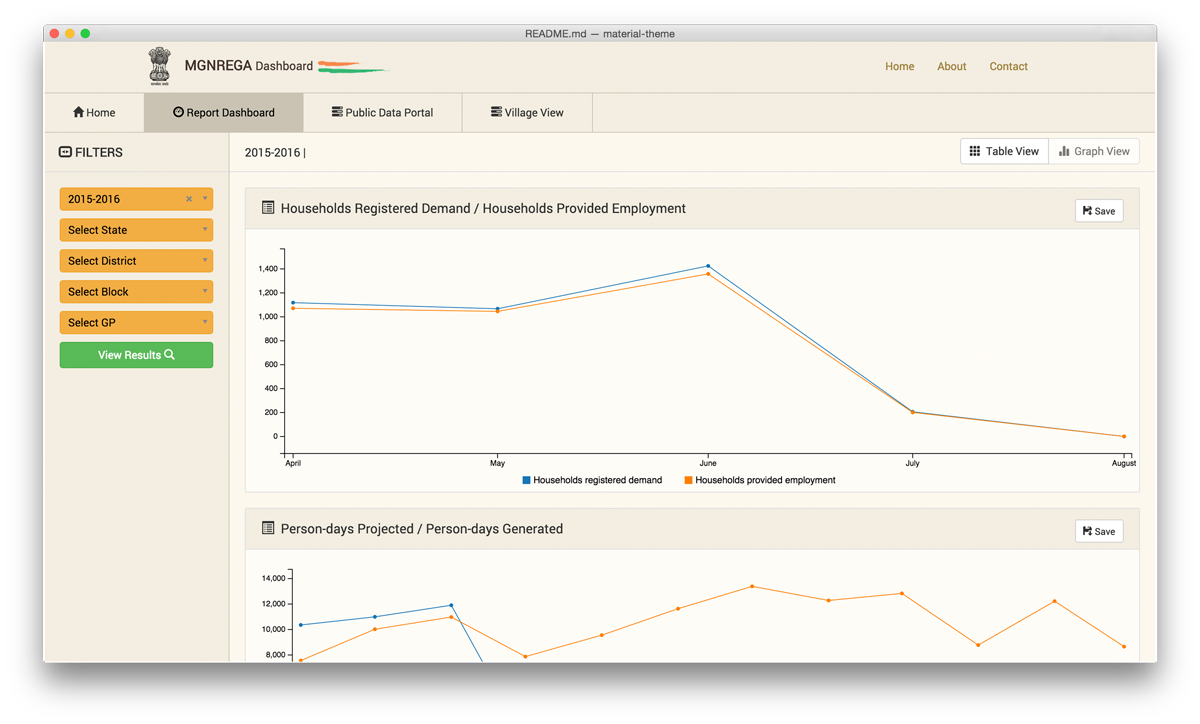 README.md — material-theme
MGNREGA Dashboard
Home About Contact
Home Report Dashboard Public Data Portal Village View
FILTERS
2015-2016 |
Table View Graph View
2015-2016 ×
Select State
Select District
Select Block
Select GP
View Results
Households Registered Demand / Households Provided Employment
Save
1,400
1,200
1,000
800
600
400
200
0
April May June July August
Households registered demand Households provided employment
Person-days Projected / Person-days Generated
Save
14,000
12,000
10,000
8,000